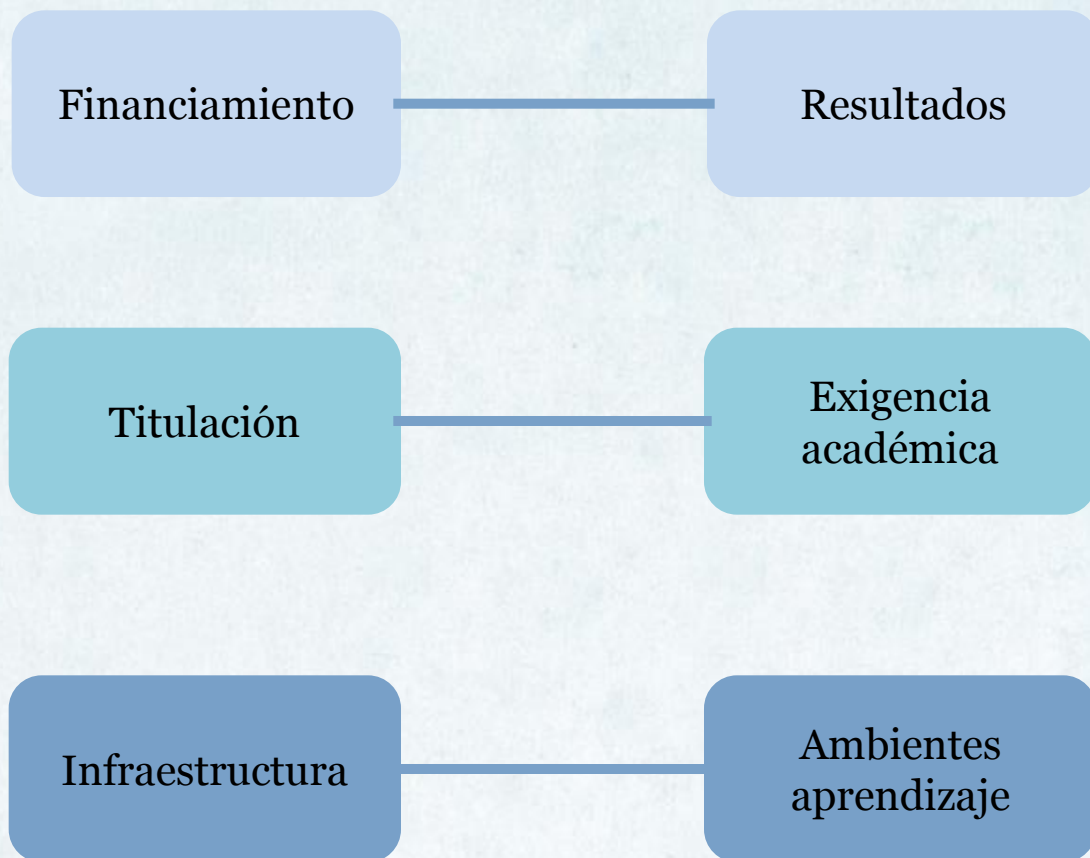 Financiamiento
Resultados
Titulación
Exigencia
académica
Infraestructura
Ambientes
aprendizaje